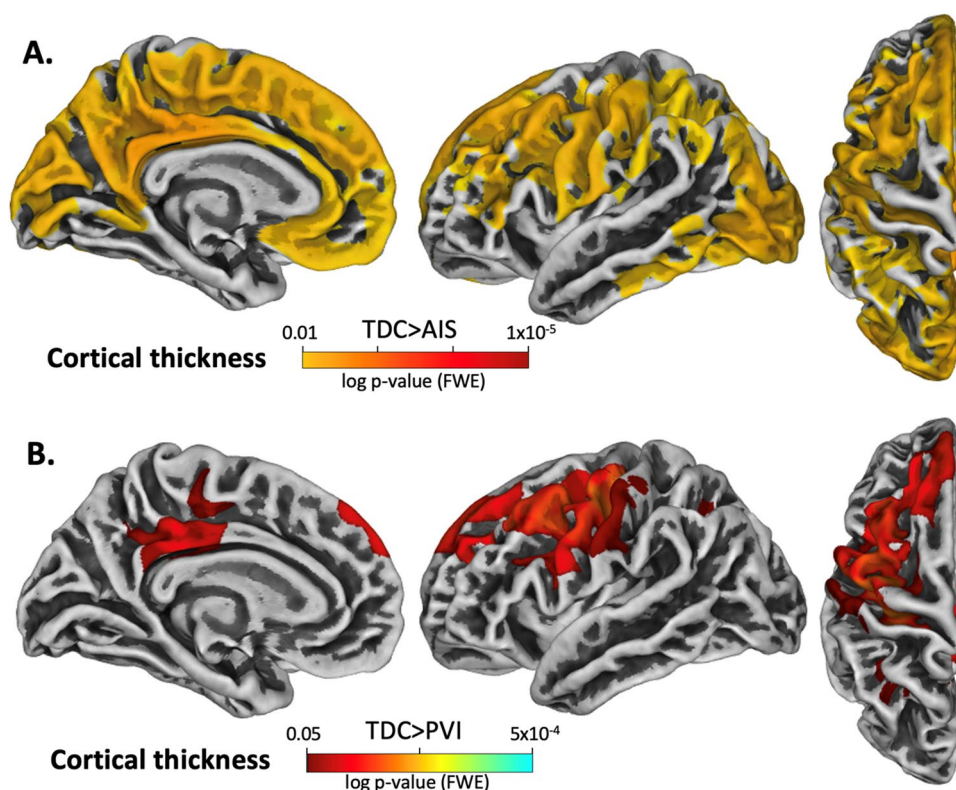 A.
0.01 TDC>AIS 1x10⁻⁵
Cortical thickness
log p-value (FWE)
B.
0.05 TDC>PVI 5x10⁻⁴
Cortical thickness
log p-value (FWE)